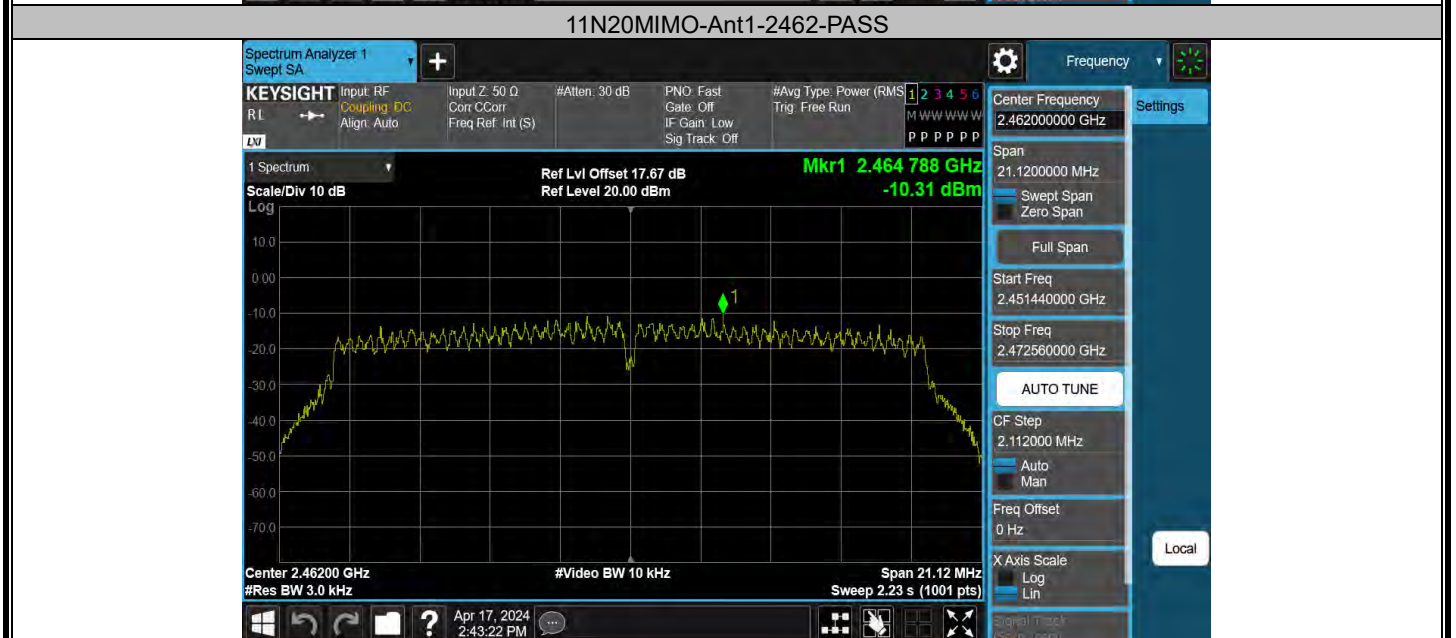 11N20MIMO-Ant1-2462-PASS
Spectrum Analyzer 1
Swept SA
+
Frequency
KEYSIGHT
RL
LXI
Input: RF
Coupling: DC
Align: Auto
Input Z: 50 Ω
Corr CCorr
Freq Ref: Int (S)
#Atten: 30 dB
PNO: Fast
Gate: Off
IF Gain: Low
Sig Track: Off
#Avg Type: Power (RMS
Trig: Free Run
1 2 3 4 5 6
M W W W W W
P P P P P P
Center Frequency
2.462000000 GHz
Settings
1 Spectrum
Scale/Div 10 dB
Log
Ref Lvl Offset 17.67 dB
Ref Level 20.00 dBm
Mkr1 2.464 788 GHz
-10.31 dBm
Span
21.1200000 MHz
Swept Span
Zero Span
Full Span
Start Freq
2.451440000 GHz
Stop Freq
2.472560000 GHz
AUTO TUNE
CF Step
2.112000 MHz
Auto
Man
Freq Offset
0 Hz
X Axis Scale
Log
Lin
Signal Track
Local
10.0
0.00
-10.0
-20.0
-30.0
-40.0
-50.0
-60.0
-70.0
1
Center 2.46200 GHz
#Res BW 3.0 kHz
#Video BW 10 kHz
Span 21.12 MHz
Sweep 2.23 s (1001 pts)
?
Apr 17, 2024
2:43:22 PM